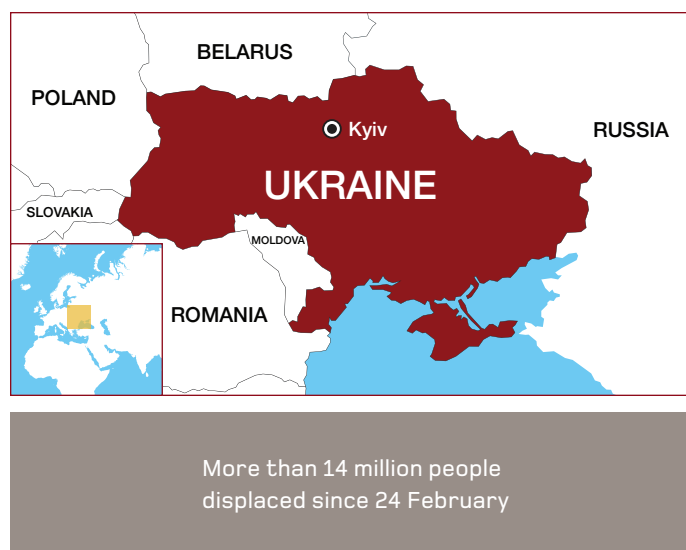 BELARUS
POLAND
Kyiv
RUSSIA
UKRAINE
SLOVAKIA
MOLDOVA
ROMANIA
More than 14 million people
displaced since 24 February